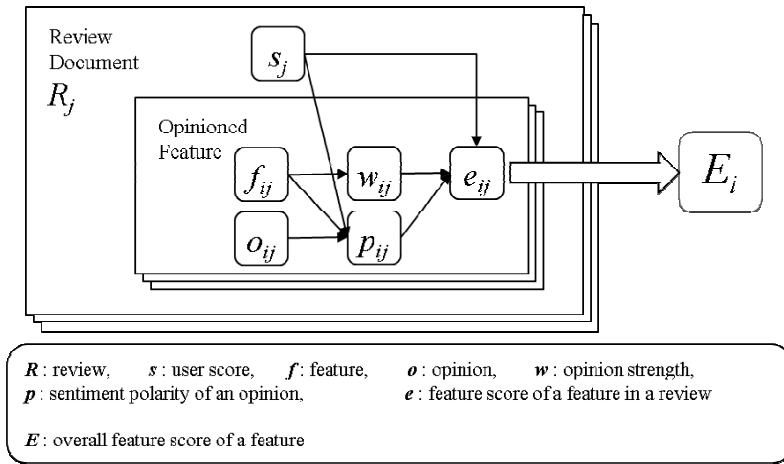 Review
Document
R_j
s_j
Opinioned
Feature
f_ij
w_ij
e_ij
E_i
o_ij
p_ij
R : review, s : user score, f : feature, o : opinion, w : opinion strength,
p : sentiment polarity of an opinion, e : feature score of a feature in a review
E : overall feature score of a feature